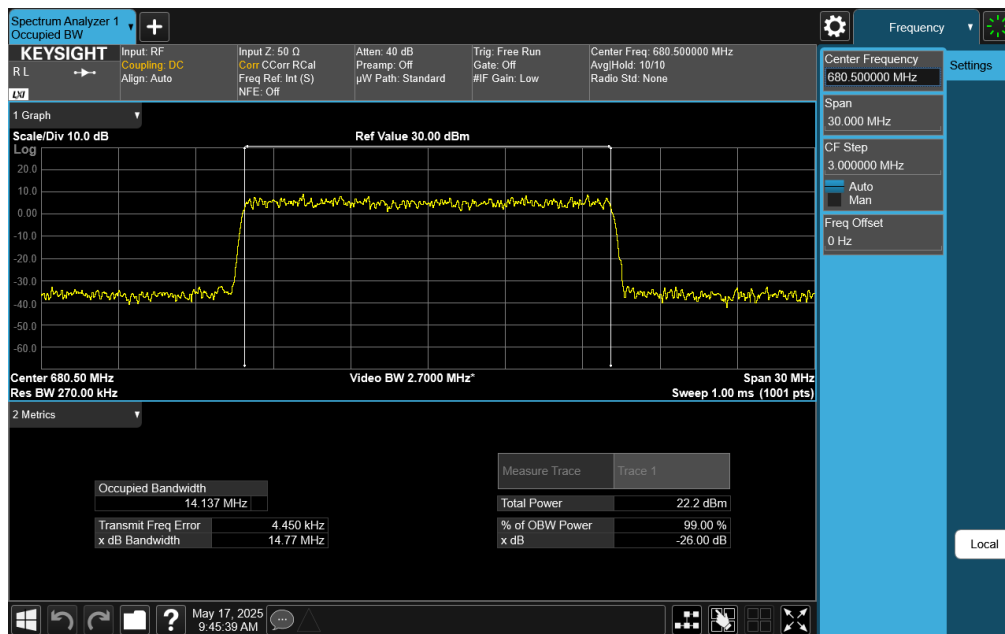 Spectrum Analyzer 1
Occupied BW
Frequency
KEYSIGHT
R L
LXI
Input: RF
Coupling: DC
Align: Auto
Input Z: 50 Ω
Corr CCorr RCal
Freq Ref: Int (S)
NFE: Off
Atten: 40 dB
Preamp: Off
µW Path: Standard
Trig: Free Run
Gate: Off
#IF Gain: Low
Center Freq: 680.500000 MHz
Avg|Hold: 10/10
Radio Std: None
Center Frequency
680.500000 MHz
Settings
Span
30.000 MHz
CF Step
3.000000 MHz
Auto
Man
Freq Offset
0 Hz
1 Graph
Scale/Div 10.0 dB
Ref Value 30.00 dBm
Log
20.0
10.0
0.00
-10.0
-20.0
-30.0
-40.0
-50.0
-60.0
Center 680.50 MHz
Video BW 2.7000 MHz*
Span 30 MHz
Res BW 270.00 kHz
Sweep 1.00 ms (1001 pts)
2 Metrics
Measure Trace
Trace 1
Occupied Bandwidth
14.137 MHz
Total Power
22.2 dBm
Transmit Freq Error
4.450 kHz
% of OBW Power
99.00 %
x dB Bandwidth
14.77 MHz
x dB
-26.00 dB
Local
?
May 17, 2025
9:45:39 AM